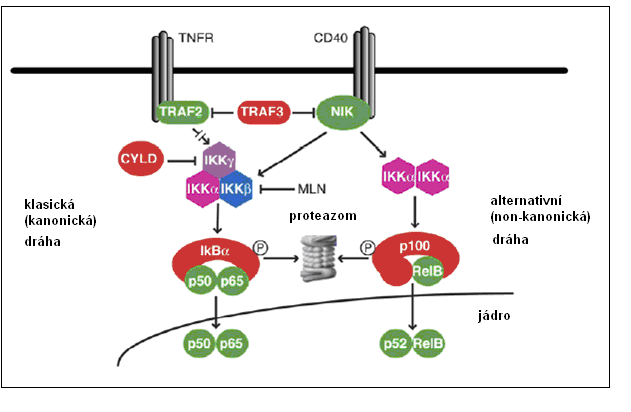 TNFR
CD40
TRAF2
TRAF3
NIK
CYLD
IKKγ
IKKα
IKKβ
MLN
IKKα
IKKα
klasická
(kanonická)
dráha
proteazom
alternativní
(non-kanonická)
dráha
IkBα
P
P
p100
p50
p65
RelB
jádro
p50
p65
p52
RelB